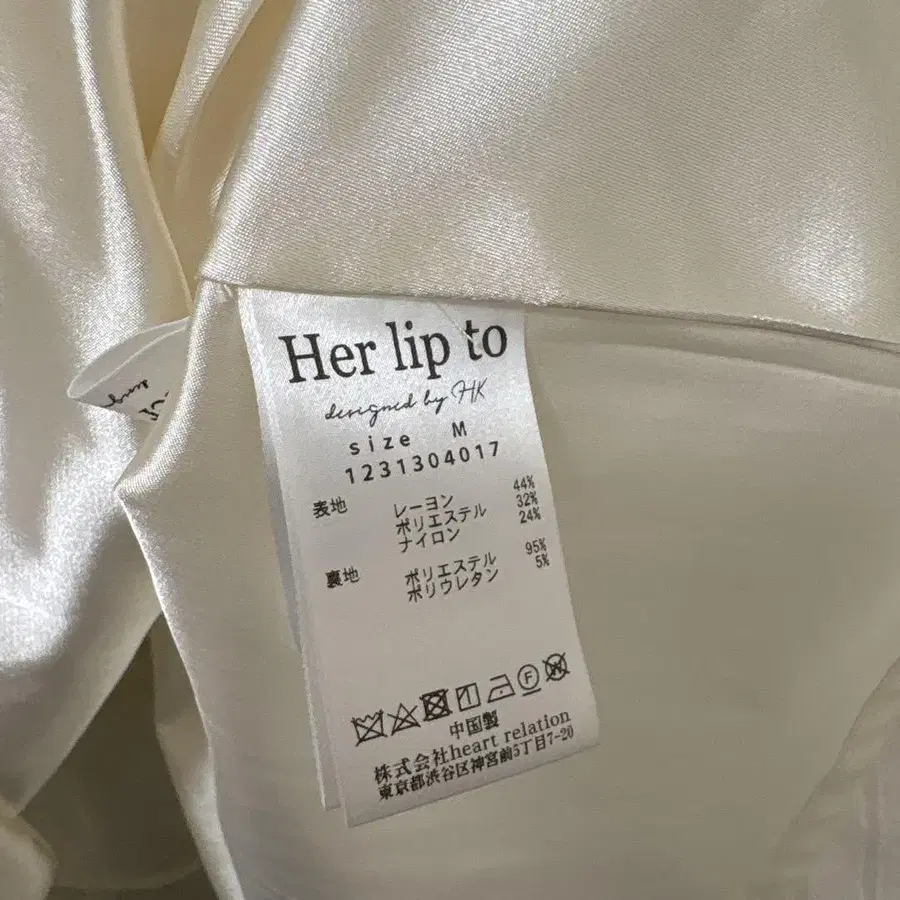 Her lip to
designed by HK
size M
1231304017
表地 レーヨン 44%
ポリエステル 32%
ナイロン 24%
裏地 ポリエステル 95%
ポリウレタン 5%
中国製
株式会社heart relation
東京都渋谷区神宮前5丁目7-20